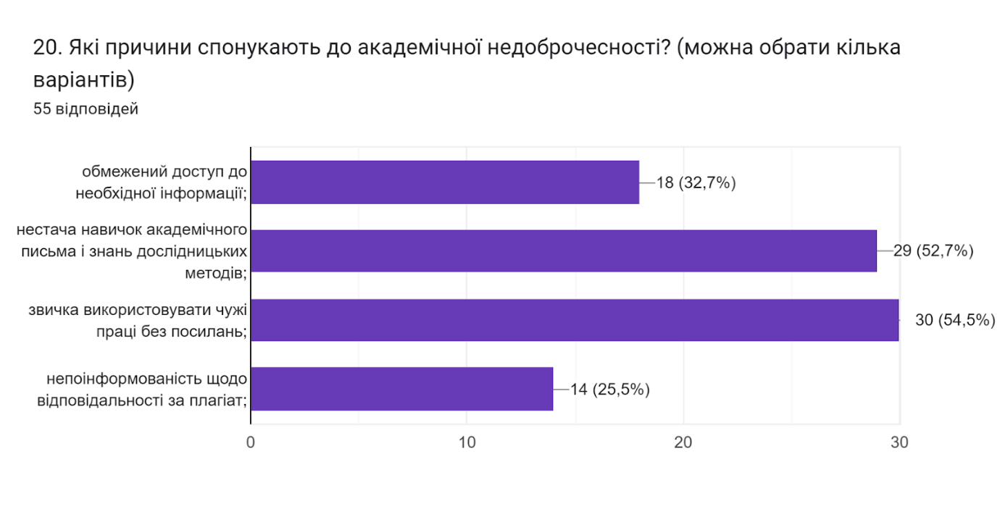 20. Які причини спонукають до академічної недоброчесності? (можна обрати кілька
варіантів)
55 відповідей
обмежений доступ до
необхідної інформації;
18 (32,7%)
нестача навичок академічного
письма і знань дослідницьких
методів;
29 (52,7%)
звичка використовувати чужі
праці без посилань;
30 (54,5%)
непоінформованість щодо
відповідальності за плагіат;
14 (25,5%)
0 10 20 30